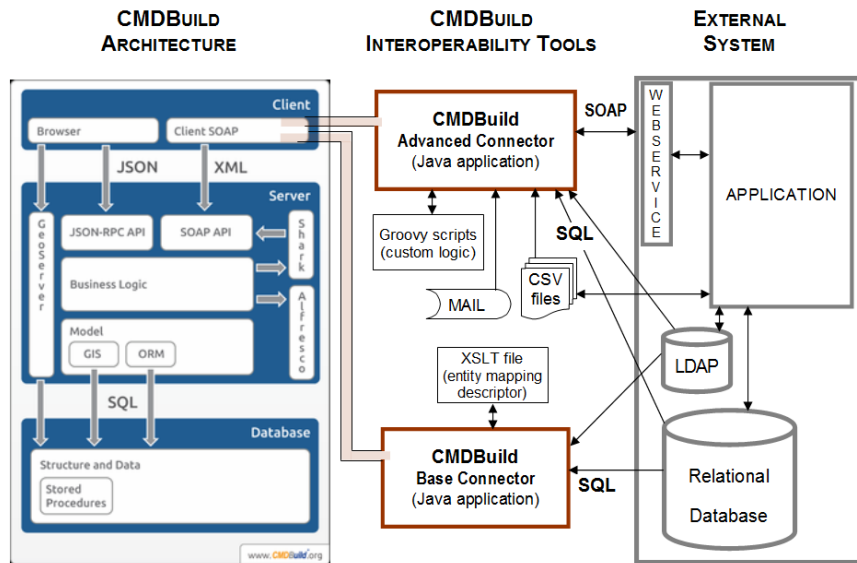 CMDBUILD
ARCHITECTURE
CMDBUILD
INTEROPERABILITY TOOLS
EXTERNAL
SYSTEM
Client
Browser
Client SOAP
JSON
XML
Server
GeoServer
JSON-RPC API
SOAP API
Shark
Business Logic
Alfresco
Model
GIS
ORM
SQL
Database
Structure and Data
Stored
Procedures
www.CMDBuild.org
CMDBuild
Advanced Connector
(Java application)
SOAP
Groovy scripts
(custom logic)
MAIL
CSV
files
SQL
XSLT file
(entity mapping
descriptor)
CMDBuild
Base Connector
(Java application)
SQL
WEBSERVICE
APPLICATION
LDAP
Relational
Database